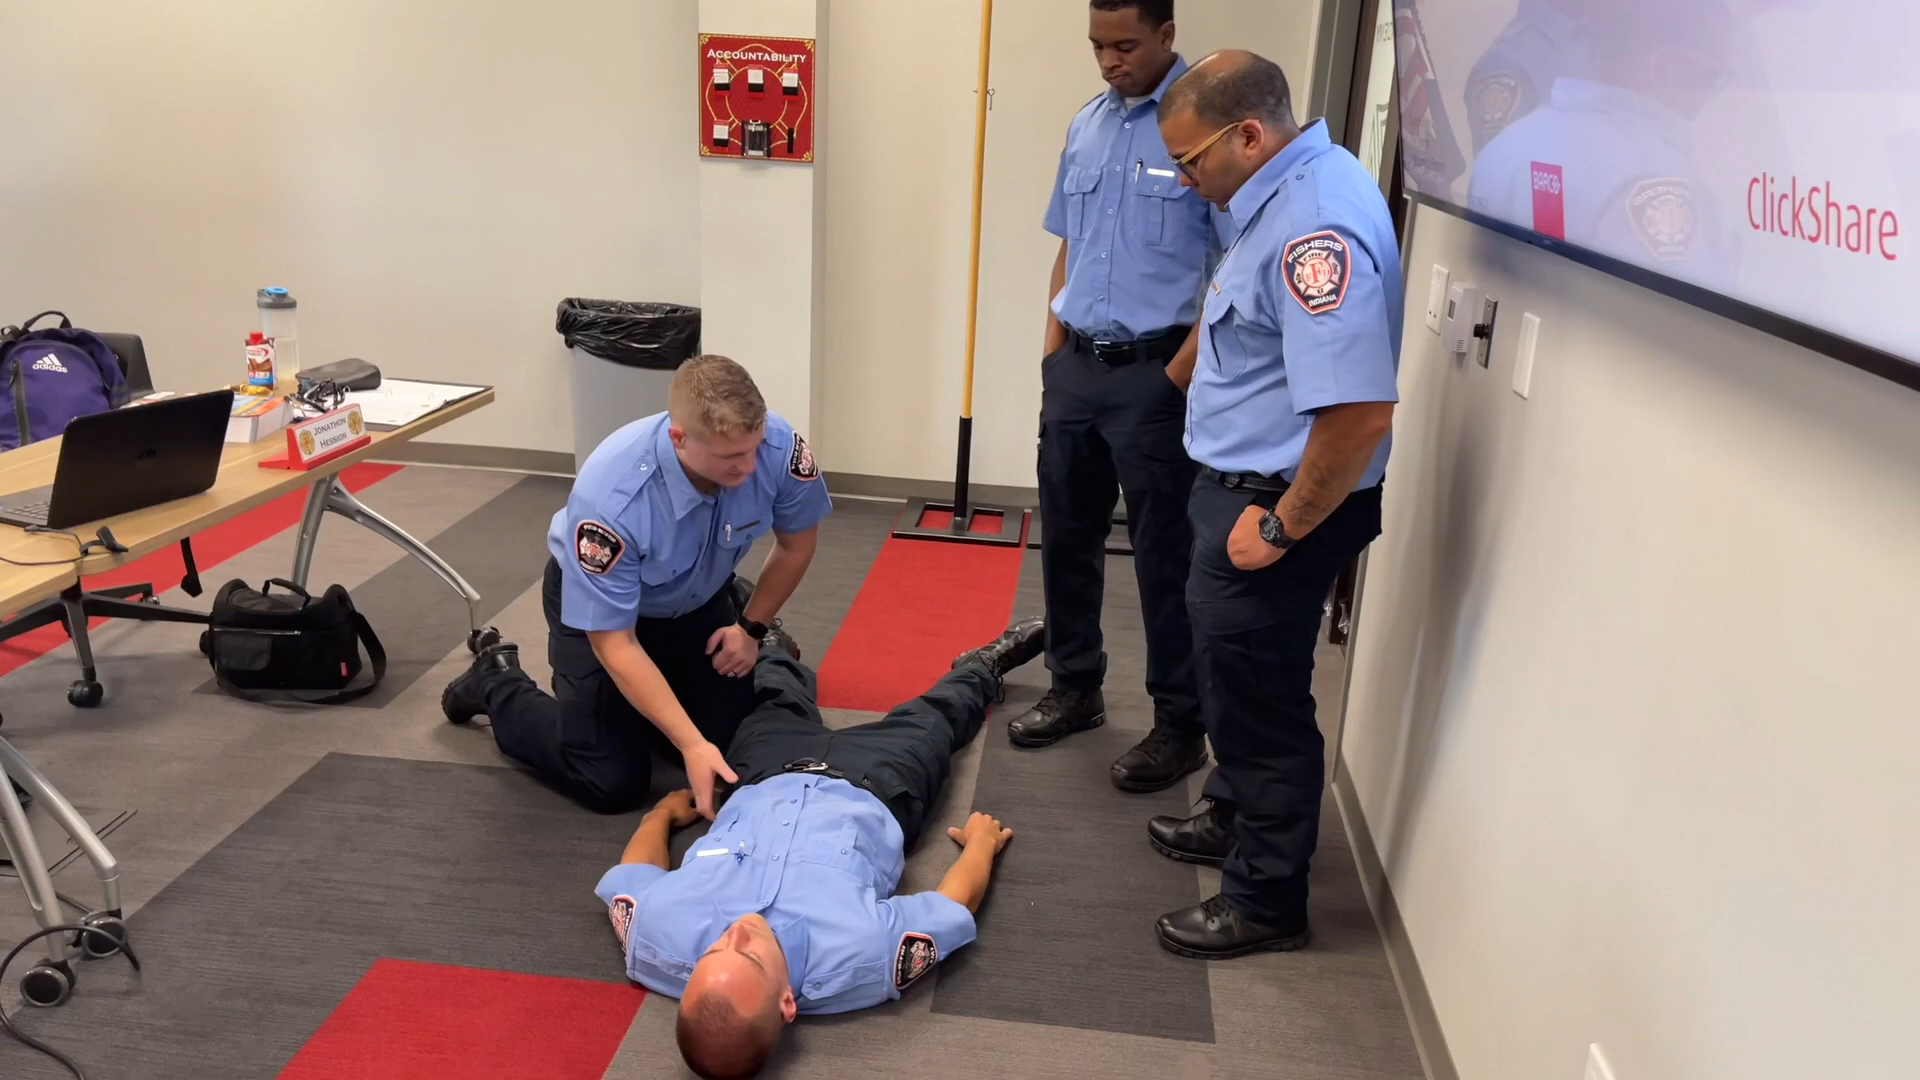 ACCOUNTABILITY
adidas
JONATHON
HESSION
FISHERS
FIRE
INDIANA
BARCO
ClickShare